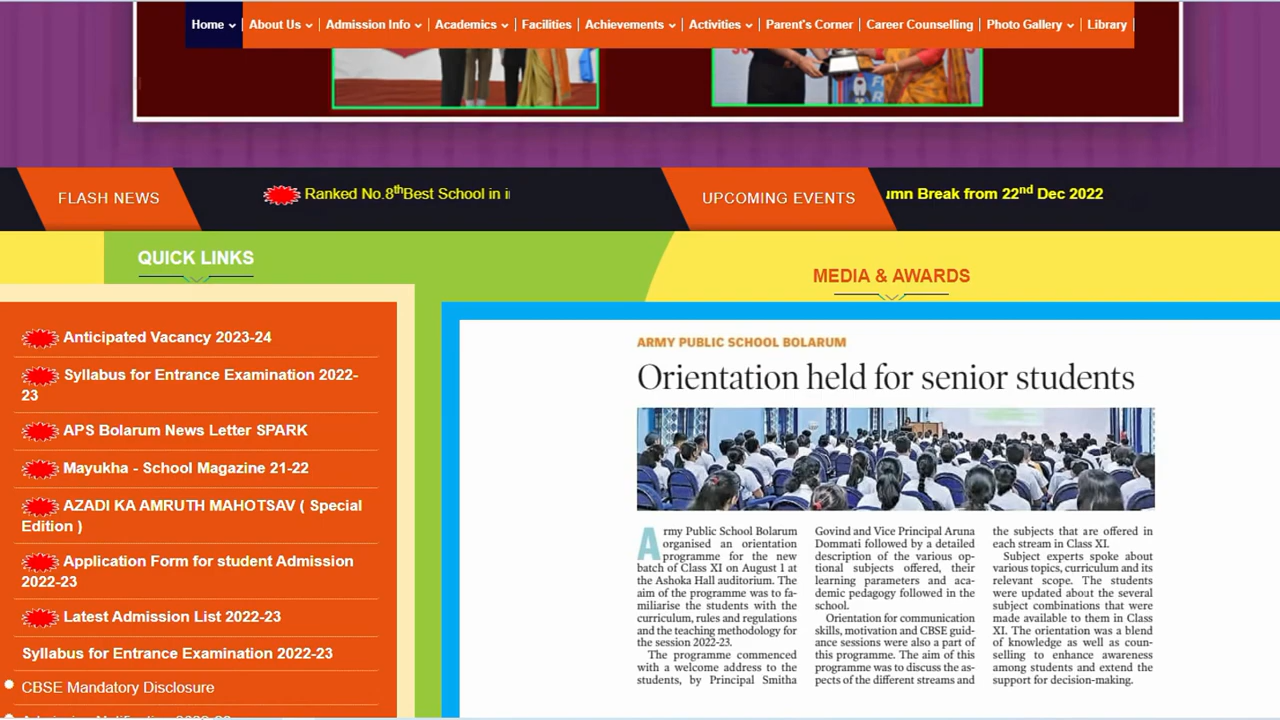 Home
About Us
Admission Info
Academics
Facilities
Achievements
Activities
Parent's Corner
Career Counselling
Photo Gallery
Library
FLASH NEWS
Ranked No.8thBest School in
UPCOMING EVENTS
Break from 22nd Dec 2022
QUICK LINKS
MEDIA & AWARDS
Anticipated Vacancy 2023-24
Syllabus for Entrance Examination 2022-
23
APS Bolarum News Letter SPARK
Mayukha - School Magazine 21-22
AZADI KA AMRUTH MAHOTSAV ( Special
Edition )
Application Form for student Admission
2022-23
Latest Admission List 2022-23
Syllabus for Entrance Examination 2022-23
CBSE Mandatory Disclosure
ARMY PUBLIC SCHOOL BOLARUM
Orientation held for senior students
Army Public School Bolarum
organised an orientation
programme for the new
batch of Class XI on August 1 at
the Ashoka Hall auditorium. The
aim of the programme was to fa-
miliarise the students with the
curriculum, rules and regulations
and the teaching methodology for
the session 2022-23.
The programme commenced
with a welcome address to the
students, by Principal Smitha
Govind and Vice Principal Aruna
Dommati followed by a detailed
description of the various op-
tional subjects offered, their
learning parameters and aca-
demic pedagogy followed in the
school.
Orientation for communication
skills, motivation and CBSE guid-
ance sessions were also a part of
this programme. The aim of this
programme was to discuss the as-
pects of the different streams and
the subjects that are offered in
each stream in Class XI.
Subject experts spoke about
various topics, curriculum and its
relevant scope. The students
were updated about the several
subject combinations that were
made available to them in Class
XI. The orientation was a blend
of knowledge as well as coun-
selling to enhance awareness
among students and extend the
support for decision-making.